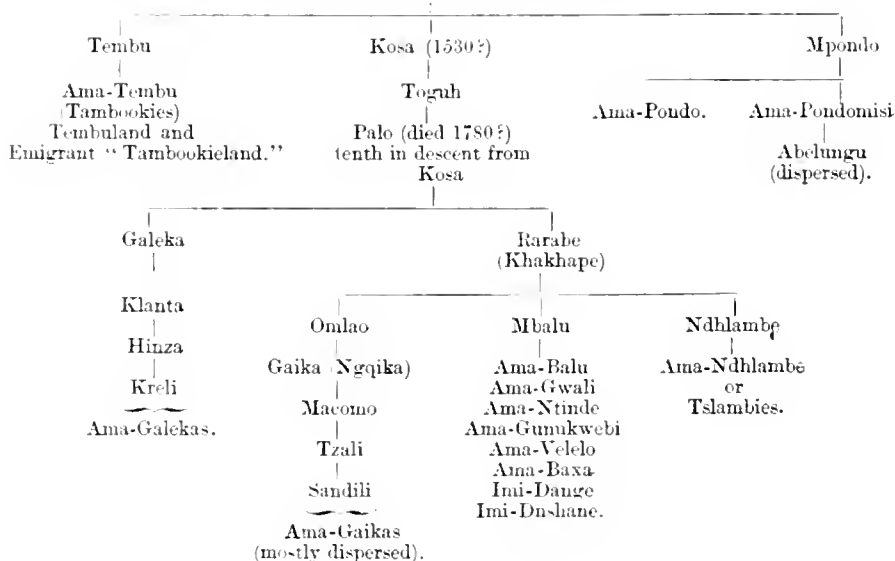 Tembu
Kosa (1530?)
Mpondo
Ama-Tembu
(Tambookies)
Tembuland and
Emigrant "Tambookieland."
Toguh
Palo (died 1780?)
tenth in descent from
Kosa
Ama-Pondo.
Ama-Pondomisi
Abelungu
(dispersed).
Galeka
Rarabe
(Khakhape)
Klanta
Hinza
Kreli
Ama-Galekas.
Omlao
Gaika (Ngqika)
Macomo
Tzali
Sandili
Ama-Gaikas
(mostly dispersed).
Mbalu
Ama-Balu
Ama-Gwali
Ama-Ntinde
Ama-Gunukwebi
Ama-Velelo
Ama-Baxa
Imi-Dange
Imi-Dnshane.
Ndhlambe
Ama-Ndhlambe
or
Tslambies.